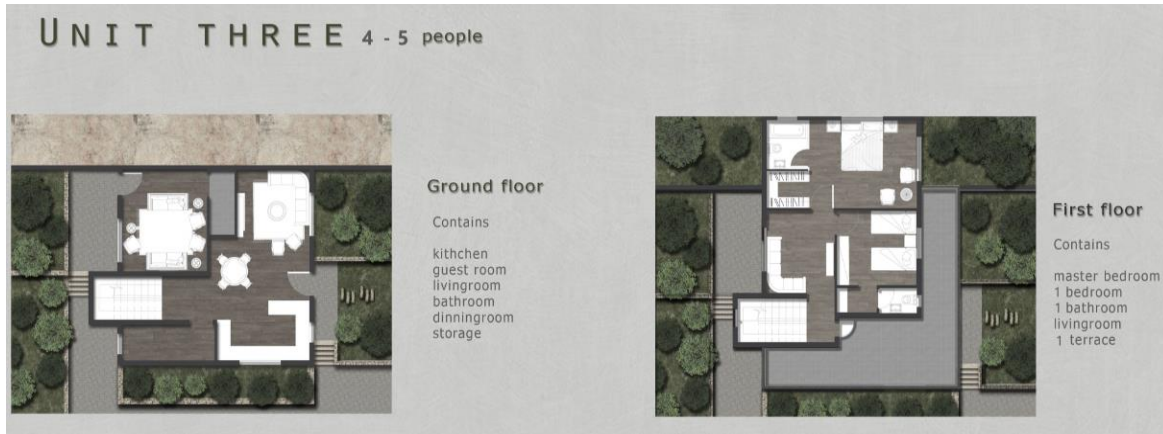 UNIT THREE 4 - 5 people
Ground floor
Contains
kithchen
guest room
livingroom
bathroom
dinningroom
storage
First floor
Contains
master bedroom
1 bedroom
1 bathroom
livingroom
1 terrace